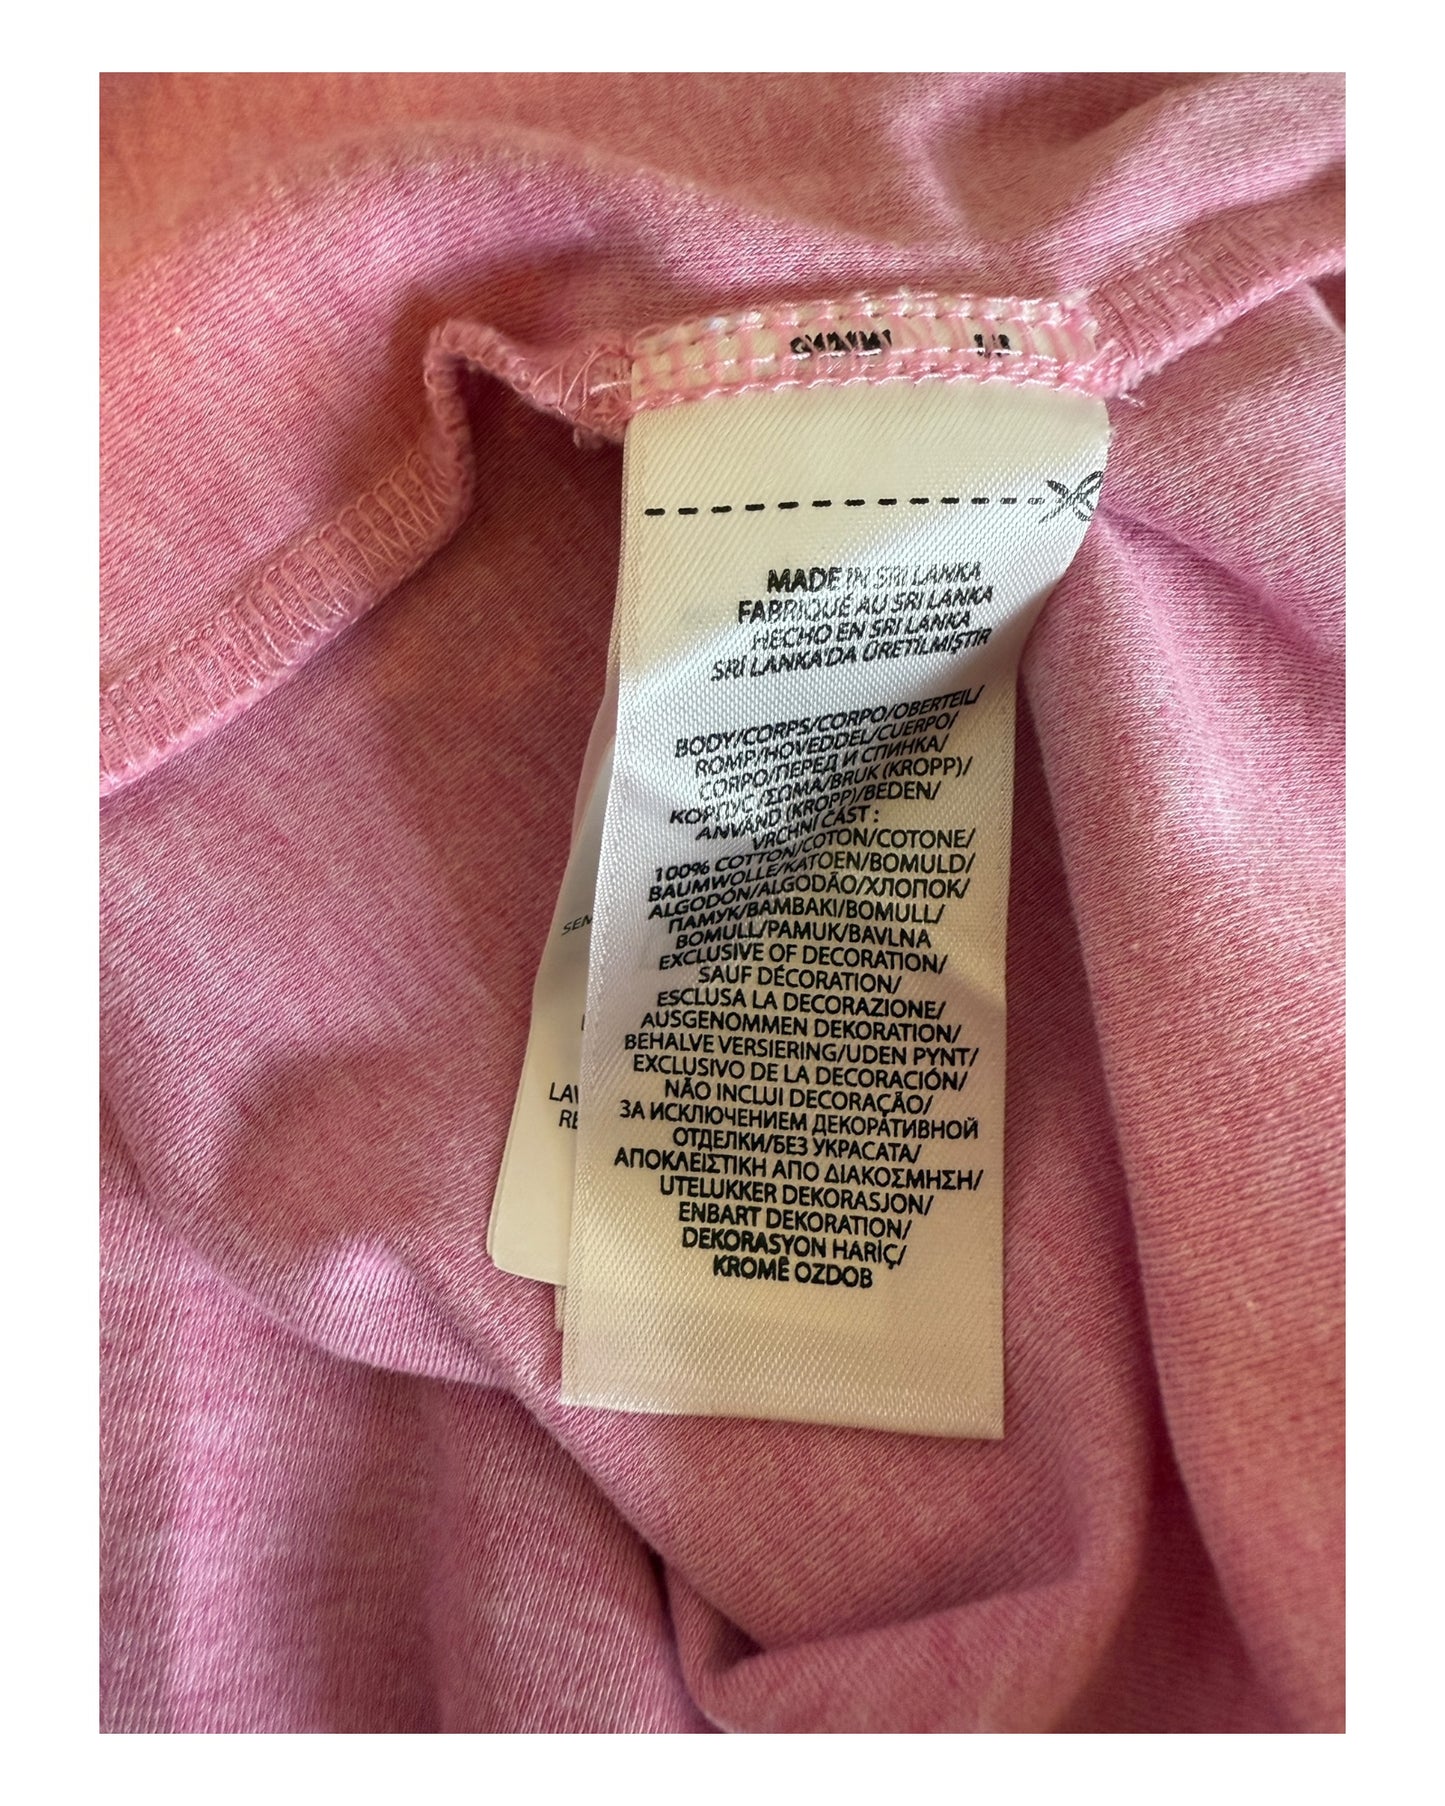 MADE IN SRI LANKA
FABRIQUÉ AU SRI LANKA
HECHO EN SRI LANKA
SRİ LANKA'DA ÜRETİLMİŞTİR
BODY/CORPS/CORPO/OBERTEIL/
ROMP/HOVEDDEL/CUERPO/
CORPO/ПЕРЕД И СПИНКА/
КОРПУС/ΣΩΜΑ/BRUK (KROPP)/
ANVÄND (KROPP)/BEDEN/
VRCHNÍ ČÁST :
100% COTTON/COTON/COTONE/
BAUMWOLLE/KATOEN/BOMULD/
ALGODÓN/ALGODÃO/ХЛОПОК/
ПАМУК/BAMBAKI/BOMULL/
BOMULL/PAMUK/BAVLNA
EXCLUSIVE OF DECORATION/
SAUF DÉCORATION/
ESCLUSA LA DECORAZIONE/
AUSGENOMMEN DEKORATION/
BEHALVE VERSIERING/UDEN PYNT/
EXCLUSIVO DE LA DECORACIÓN/
NÃO INCLUI DECORAÇÃO/
ЗА ИСКЛЮЧЕНИЕМ ДЕКОРАТИВНОЙ
ОТДЕЛКИ/БЕЗ УКРАСАТА/
ΑΠΟΚΛΕΙΣΤΙΚΗ ΑΠΟ ΔΙΑΚΟΣΜΗΣΗ/
UTELUKKER DEKORASJON/
ENBART DEKORATION/
DEKORASYON HARİÇ/
KROMĚ OZDOB